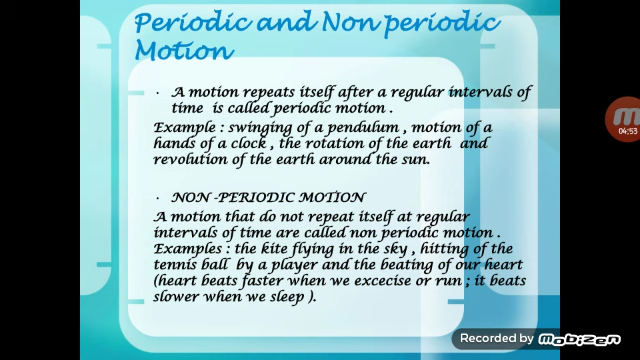 Periodic and Non periodic
Motion
• A motion repeats itself after a regular intervals of
time is called periodic motion .
Example : swinging of a pendulum , motion of a
hands of a clock , the rotation of the earth and
revolution of the earth around the sun.
• NON -PERIODIC MOTION
A motion that do not repeat itself at regular
intervals of time are called non periodic motion .
Examples : the kite flying in the sky , hitting of the
tennis ball by a player and the beating of our heart
(heart beats faster when we excecise or run ; it beats
slower when we sleep ).
04:53
Recorded by MOBIZEN